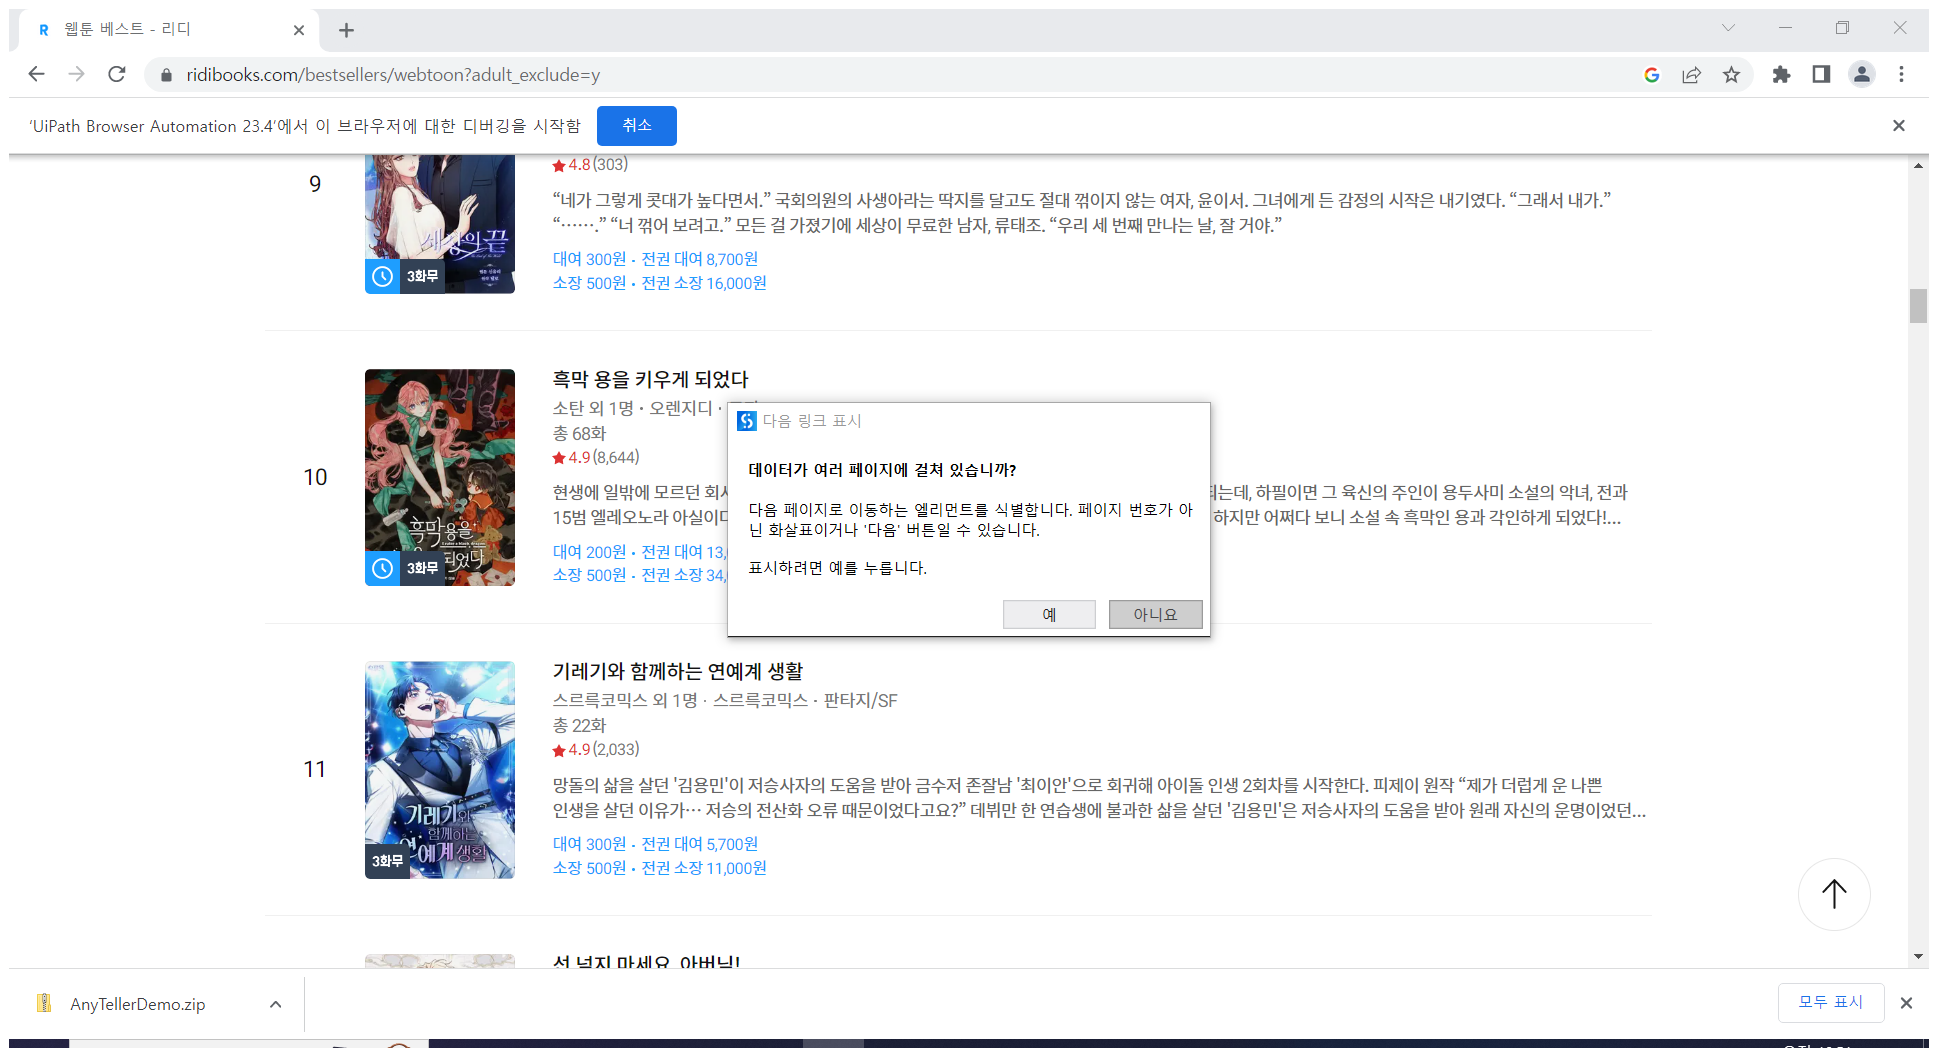 웹툰 베스트 - 리디
ridibooks.com/bestsellers/webtoon?adult_exclude=y
'UiPath Browser Automation 23.4'에서 이 브라우저에 대한 디버깅을 시작함
취소
9
세상의 끝
3화무
4.8(303)
“네가 그렇게 콧대가 높다면서.” 국회의원의 사생아라는 딱지를 달고도 절대 꺾이지 않는 여자, 윤이서. 그녀에게 든 감정의 시작은 내기였다. “그래서 내가.”
“…….” “너 꺾어 보려고.” 모든 걸 가졌기에 세상이 무료한 남자, 류태조. “우리 세 번째 만나는 날, 잘 거야.”
대여 300원 • 전권 대여 8,700원
소장 500원 • 전권 소장 16,000원
10
흑막 용을
되었다
3화무
흑막 용을 키우게 되었다
소탄 외 1명 · 오렌지디 ·
총 68화
4.9(8,644)
현생에 일밖에 모르던 회사
되는데, 하필이면 그 육신의 주인이 용두사미 소설의 악녀, 전과
15범 엘레오노라 아실이다
하지만 어쩌다 보니 소설 속 흑막인 용과 각인하게 되었다!...
대여 200원 • 전권 대여 13,
소장 500원 • 전권 소장 34,
다음 링크 표시
데이터가 여러 페이지에 걸쳐 있습니까?
다음 페이지로 이동하는 엘리먼트를 식별합니다. 페이지 번호가 아
닌 화살표이거나 '다음' 버튼일 수 있습니다.
표시하려면 예를 누릅니다.
예
아니요
11
기레기와
함께하는
연예계 생활
3화무
기레기와 함께하는 연예계 생활
스르륵코믹스 외 1명 · 스르륵코믹스 · 판타지/SF
총 22화
4.9(2,033)
망돌의 삶을 살던 '김용민'이 저승사자의 도움을 받아 금수저 존잘남 '최이안'으로 회귀해 아이돌 인생 2회차를 시작한다. 피제이 원작 “제가 더럽게 운 나쁜
인생을 살던 이유가… 저승의 전산화 오류 때문이었다고요?” 데뷔만 한 연습생에 불과한 삶을 살던 '김용민'은 저승사자의 도움을 받아 원래 자신의 운명이었던...
대여 300원 • 전권 대여 5,700원
소장 500원 • 전권 소장 11,000원
선 넘지 마세요, 아버님!
AnyTellerDemo.zip
모두 표시